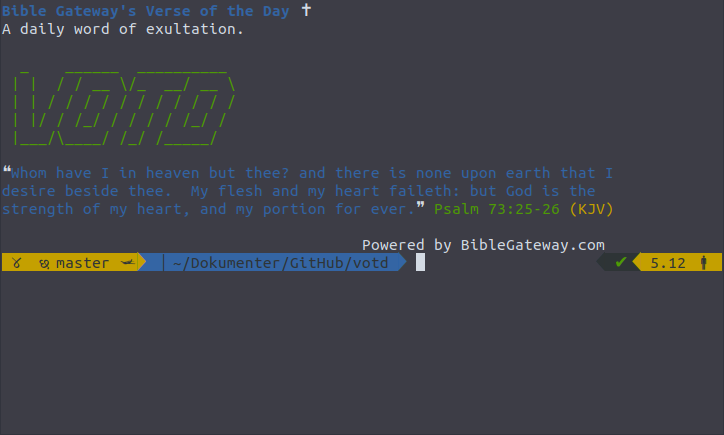 Bible Gateway's Verse of the Day ✝
A daily word of exultation.
VOTD
❝Whom have I in heaven but thee? and there is none upon earth that I
desire beside thee.  My flesh and my heart faileth: but God is the
strength of my heart, and my portion for ever.❞ Psalm 73:25-26 (KJV)
Powered by BibleGateway.com
master ~/Dokumenter/GitHub/votd ✔ 5.12